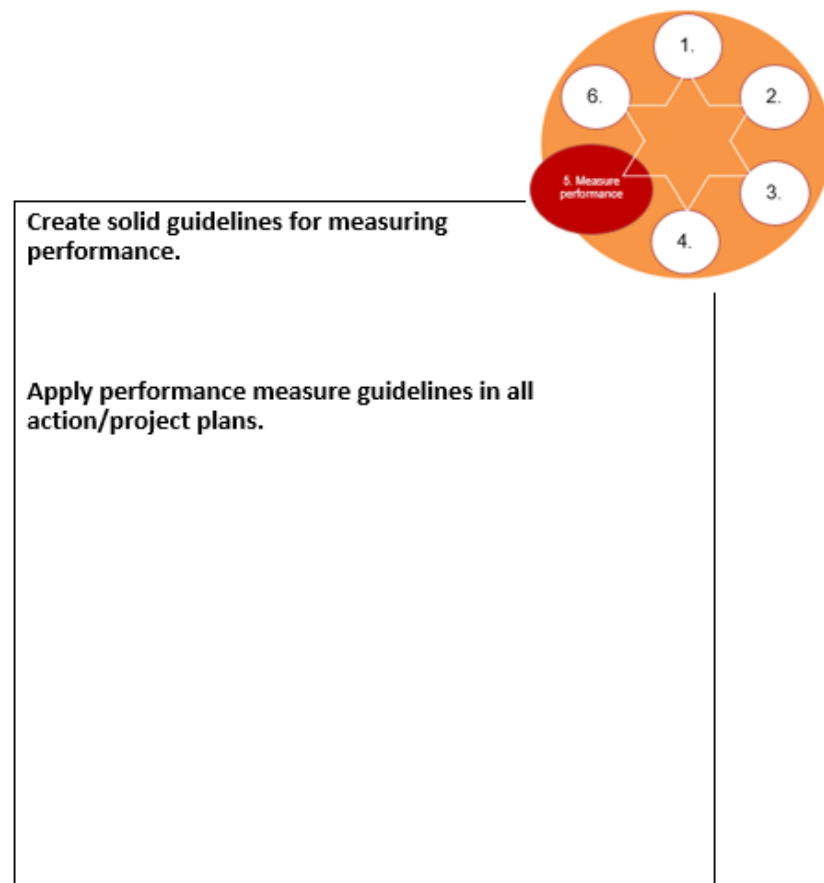 1.
6.
2.
5. Measure
performance
3.
4.
Create solid guidelines for measuring
performance.
Apply performance measure guidelines in all
action/project plans.